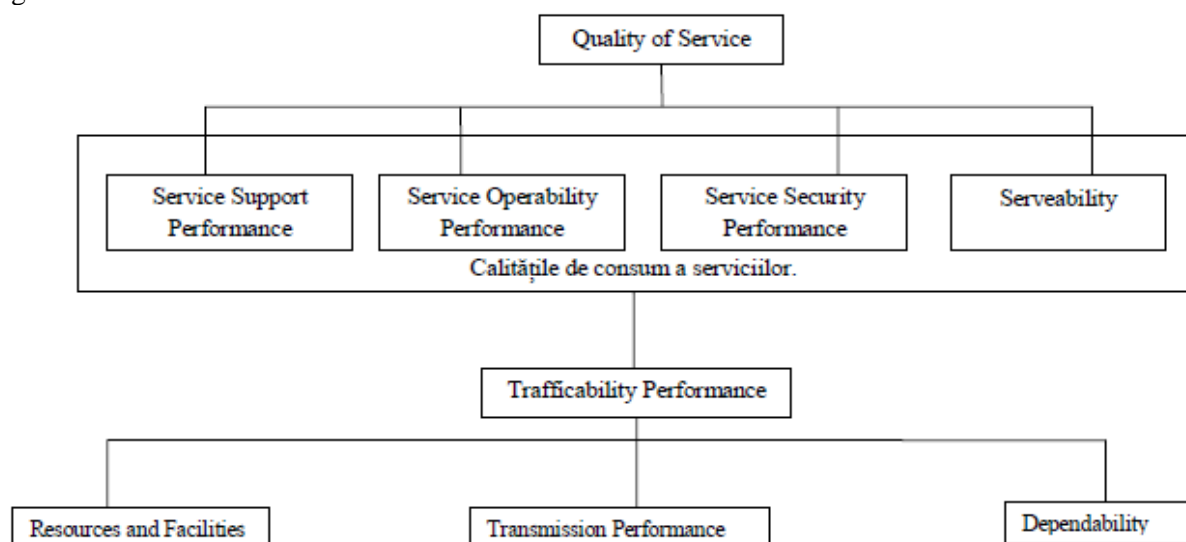 Quality of Service
Service Support
Performance
Service Operability
Performance
Service Security
Performance
Serveability
Calitățile de consum a serviciilor.
Trafficability Performance
Resources and Facilities
Transmission Performance
Dependability